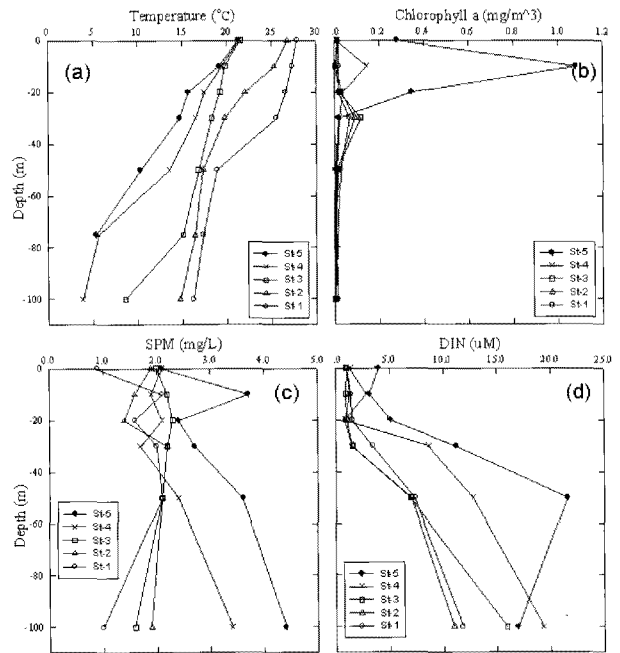 Temperature (°C)
0 5 10 15 20 25 30
(a)
Depth (m)
0
-20
-40
-60
-80
-100
St-5
St-4
St-3
St-2
St-1
Chlorophyll a (mg/m^3)
0 0.2 0.4 0.6 0.8 1.0 1.2
(b)
St-5
St-4
St-3
St-2
St-1
SPM (mg/L)
0.0 1.0 2.0 3.0 4.0 5.0
(c)
Depth (m)
0
-20
-40
-60
-80
-100
St-5
St-4
St-3
St-2
St-1
DIN (uM)
0.0 5.0 10.0 15.0 20.0 25.0
(d)
St-5
St-4
St-3
St-2
St-1